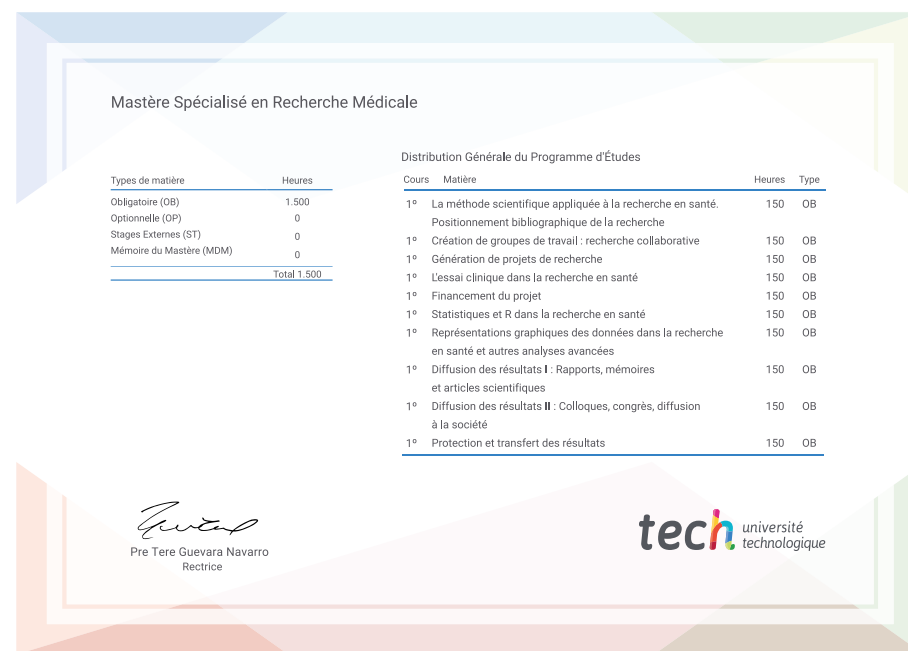 Mastère Spécialisé en Recherche Médicale
Types de matière Heures
Obligatoire (OB) 1.500
Optionnelle (OP) 0
Stages Externes (ST) 0
Mémoire du Mastère (MDM) 0
Total 1.500
Distribution Générale du Programme d'Études
Cours Matière Heures Type
1º La méthode scientifique appliquée à la recherche en santé. 150 OB
Positionnement bibliographique de la recherche
1º Création de groupes de travail : recherche collaborative 150 OB
1º Génération de projets de recherche 150 OB
1º L'essai clinique dans la recherche en santé 150 OB
1º Financement du projet 150 OB
1º Statistiques et R dans la recherche en santé 150 OB
1º Représentations graphiques des données dans la recherche 150 OB
en santé et autres analyses avancées
1º Diffusion des résultats I : Rapports, mémoires 150 OB
et articles scientifiques
1º Diffusion des résultats II : Colloques, congrès, diffusion 150 OB
à la société
1º Protection et transfert des résultats 150 OB
Pre Tere Guevara Navarro
Rectrice
tech université
technologique